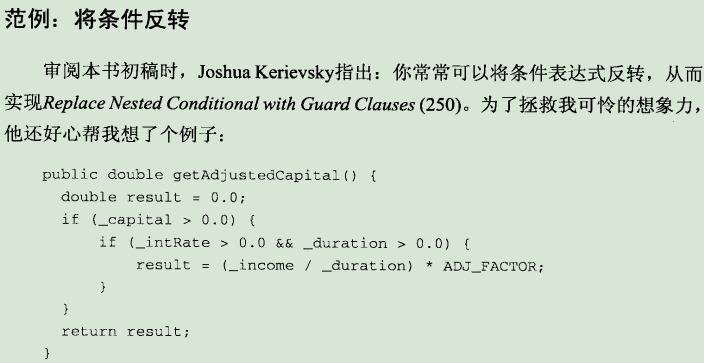 范例：将条件反转
审阅本书初稿时，Joshua Kerievsky指出：你常常可以将条件表达式反转，从而
实现Replace Nested Conditional with Guard Clauses (250)。为了拯救我可怜的想象力，
他还好心帮我想了个例子：
public double getAdjustedCapital() {
  double result = 0.0;
  if (_capital > 0.0) {
      if (_intRate > 0.0 && _duration > 0.0) {
          result = (_income / _duration) * ADJ_FACTOR;
      }
  }
  return result;
}